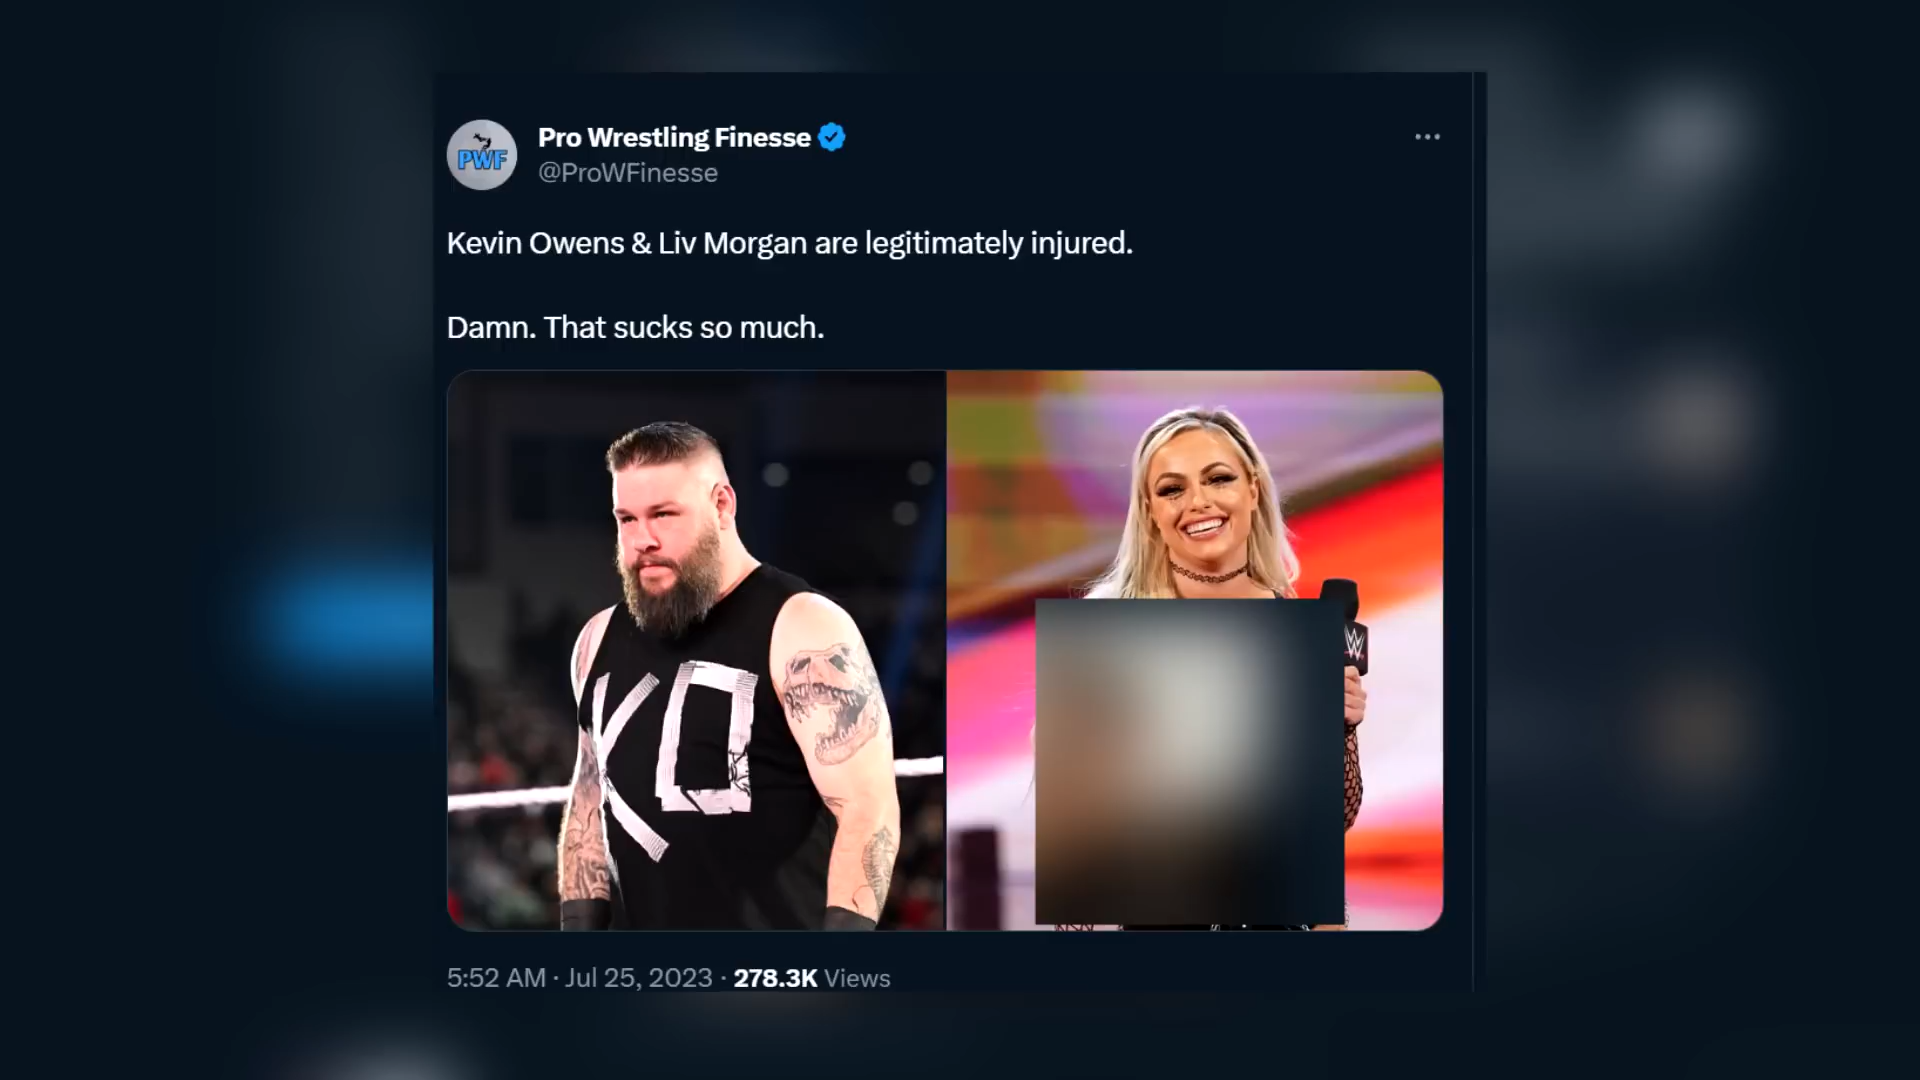 Pro Wrestling Finesse
PWF
@ProWFinesse
Kevin Owens & Liv Morgan are legitimately injured.
Damn. That sucks so much.
KO
W
5:52 AM · Jul 25, 2023 · 278.3K Views